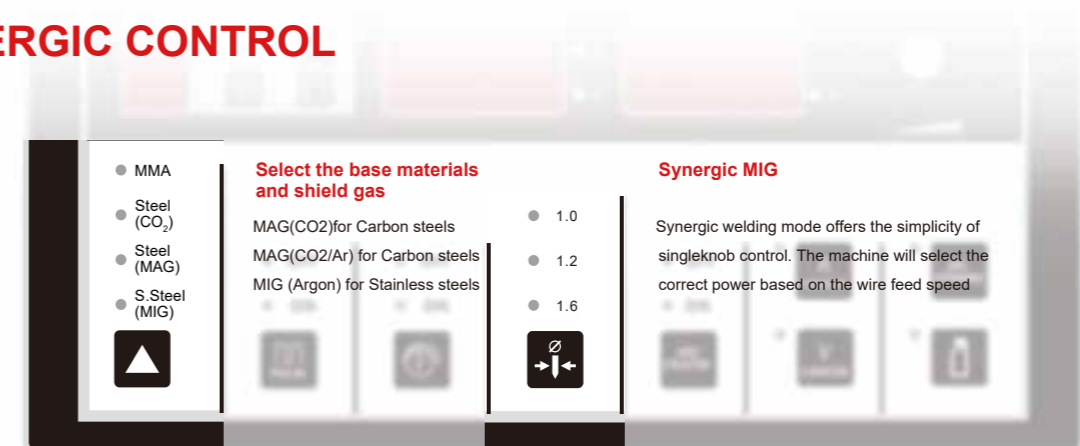 ERGIC CONTROL
MMA
Steel
(CO₂)
Steel
(MAG)
S.Steel
(MIG)
Select the base materials
and shield gas
MAG(CO2)for Carbon steels
MAG(CO2/Ar) for Carbon steels
MIG (Argon) for Stainless steels
1.0
1.2
1.6
Ø
Synergic MIG
Synergic welding mode offers the simplicity of
singleknob control. The machine will select the
correct power based on the wire feed speed